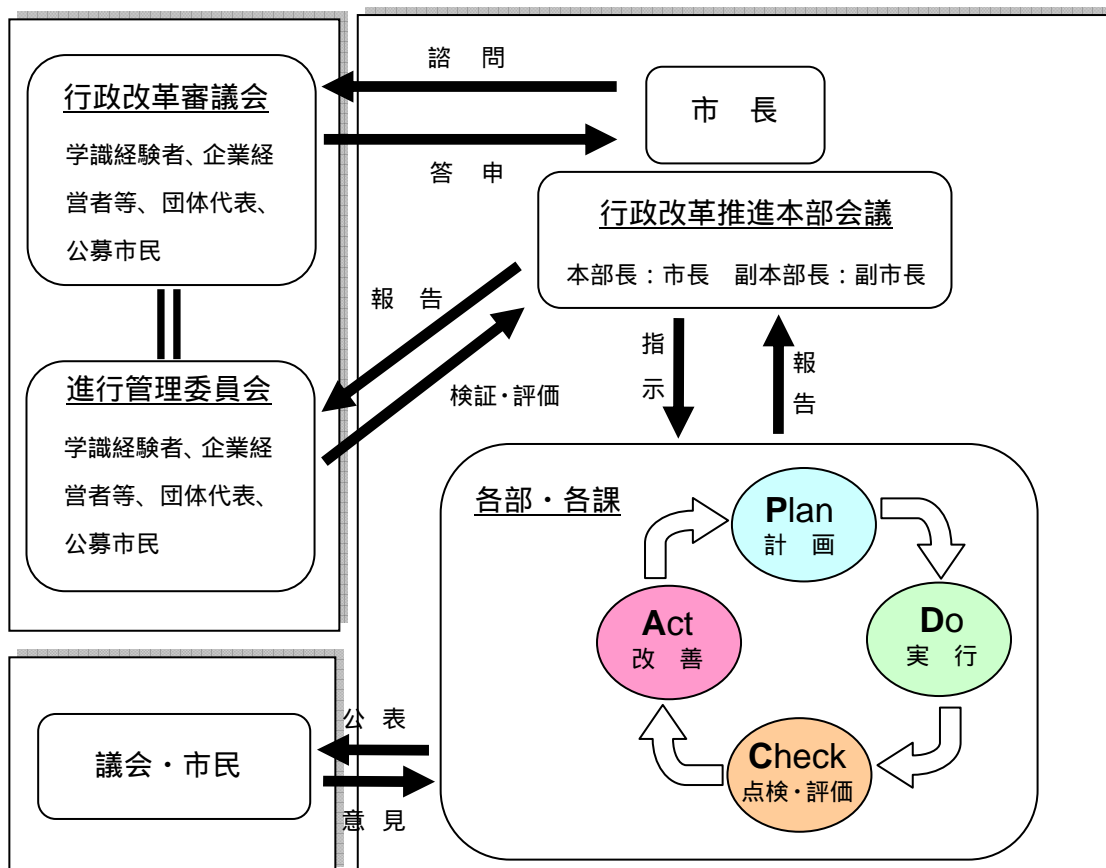 諮 問
行政改革審議会
学識経験者、企業経
営者等、団体代表、
公募市民
市 長
答 申
行政改革推進本部会議
本部長：市長 副本部長：副市長
報 告
検証・評価
指
示
報
告
進行管理委員会
学識経験者、企業経
営者等、団体代表、
公募市民
各部・各課
Plan
計 画
Do
実 行
Check
点検・評価
Act
改 善
公 表
議会・市民
意 見